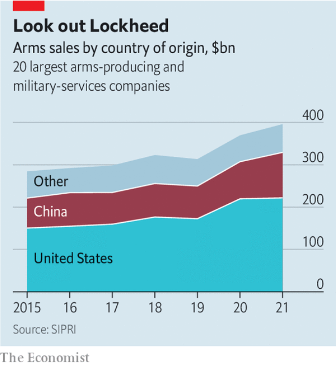 Look out Lockheed
Arms sales by country of origin, $bn
20 largest arms-producing and
military-services companies
400
300
200
100
0
Other
China
United States
2015 16 17 18 19 20 21
Source: SIPRI
The Economist